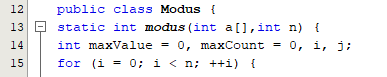 12 public class Modus {
13 static int modus(int a[],int n) {
14 int maxValue = 0, maxCount = 0, i, j;
15 for (i = 0; i < n; ++i) {